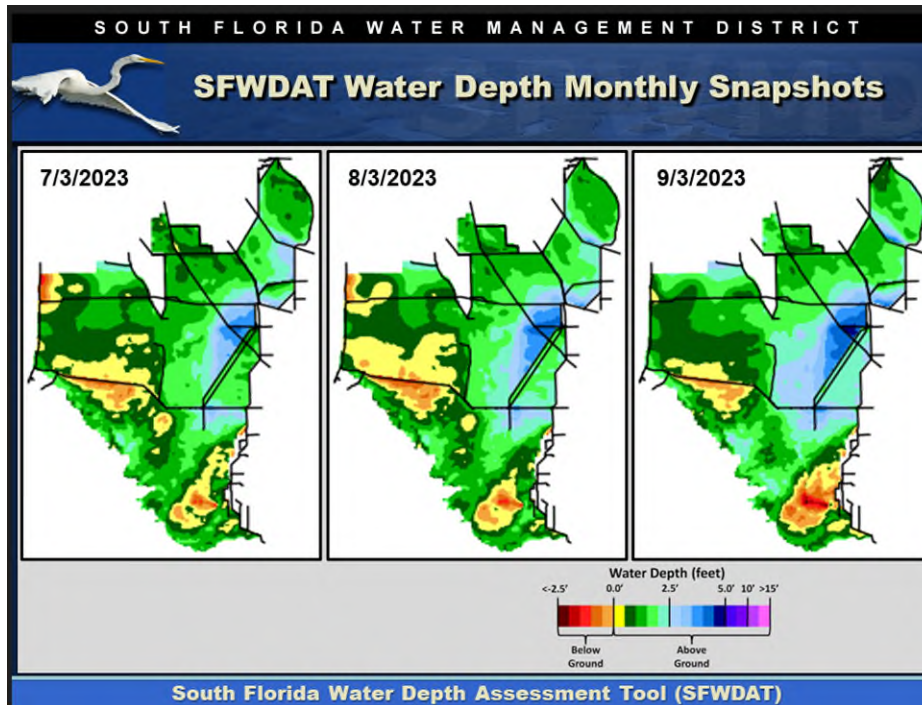 SOUTH FLORIDA WATER MANAGEMENT DISTRICT
SFWDAT Water Depth Monthly Snapshots
7/3/2023
8/3/2023
9/3/2023
Water Depth (feet)
<-2.5' 0.0' 2.5' 5.0' 10' >15'
Below Ground
Above Ground
South Florida Water Depth Assessment Tool (SFWDAT)